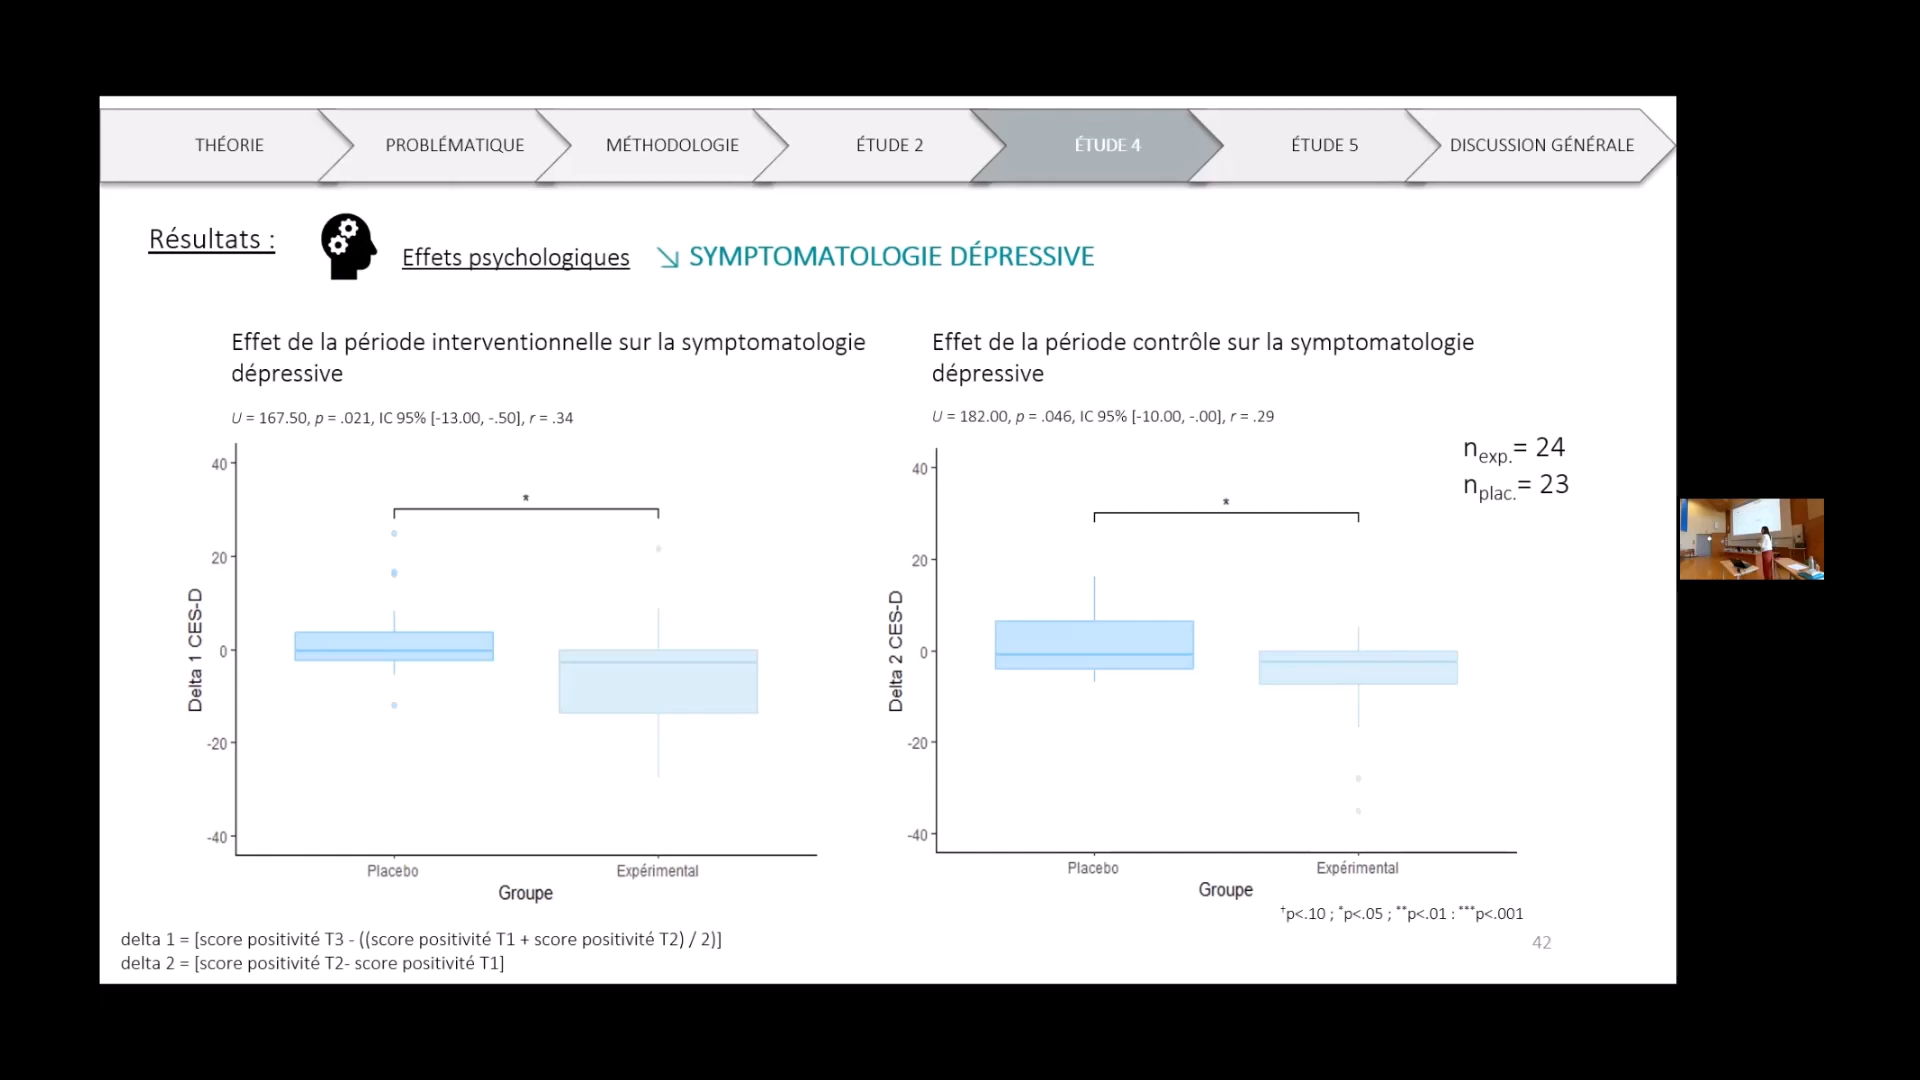 THÉORIE
PROBLÉMATIQUE
MÉTHODOLOGIE
ÉTUDE 2
ÉTUDE 4
ÉTUDE 5
DISCUSSION GÉNÉRALE
Résultats :
Effets psychologiques
↘ SYMPTOMATOLOGIE DÉPRESSIVE
Effet de la période interventionnelle sur la symptomatologie
dépressive
U = 167.50, p = .021, IC 95% [-13.00, -.50], r = .34
40
20
0
-20
-40
Delta 1 CES-D
*
Placebo
Expérimental
Groupe
Effet de la période contrôle sur la symptomatologie
dépressive
U = 182.00, p = .046, IC 95% [-10.00, -.00], r = .29
nexp.= 24
nplac.= 23
40
20
0
-20
-40
Delta 2 CES-D
*
Placebo
Expérimental
Groupe
†p<.10 ; *p<.05 ; **p<.01 : ***p<.001
delta 1 = [score positivité T3 - ((score positivité T1 + score positivité T2) / 2)]
delta 2 = [score positivité T2- score positivité T1]
42